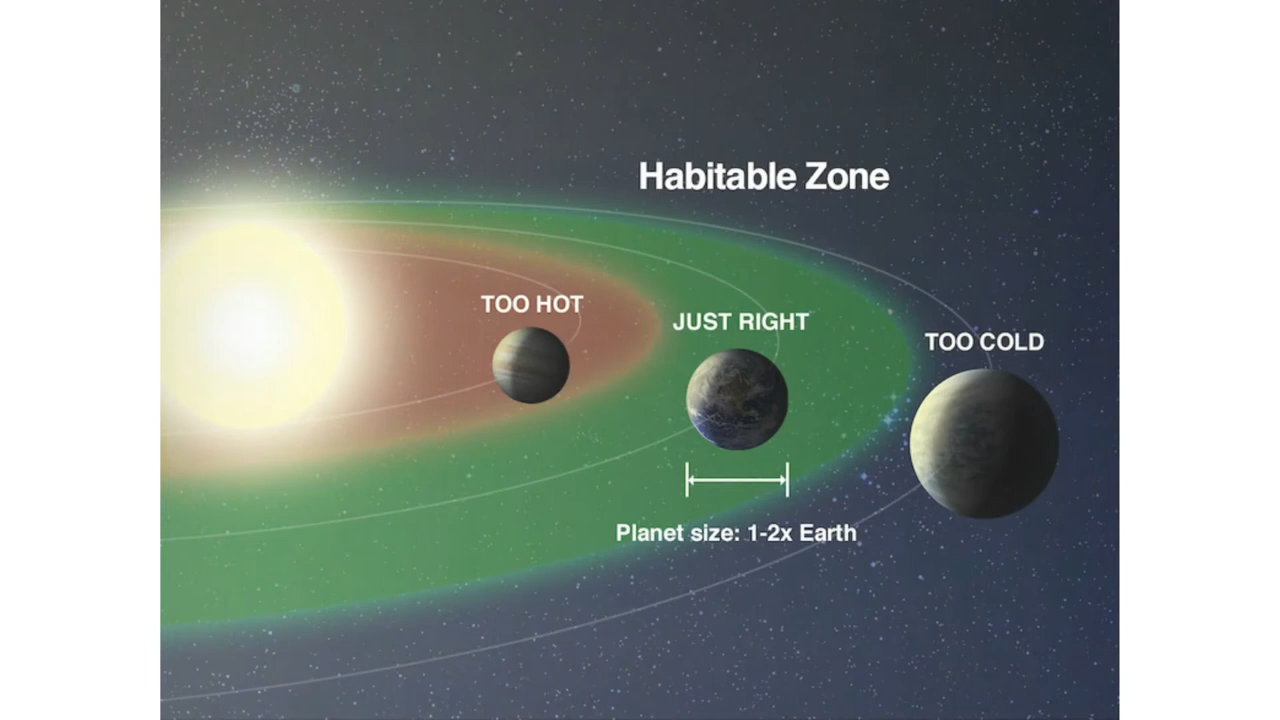 Habitable Zone
TOO HOT
JUST RIGHT
TOO COLD
Planet size: 1-2x Earth